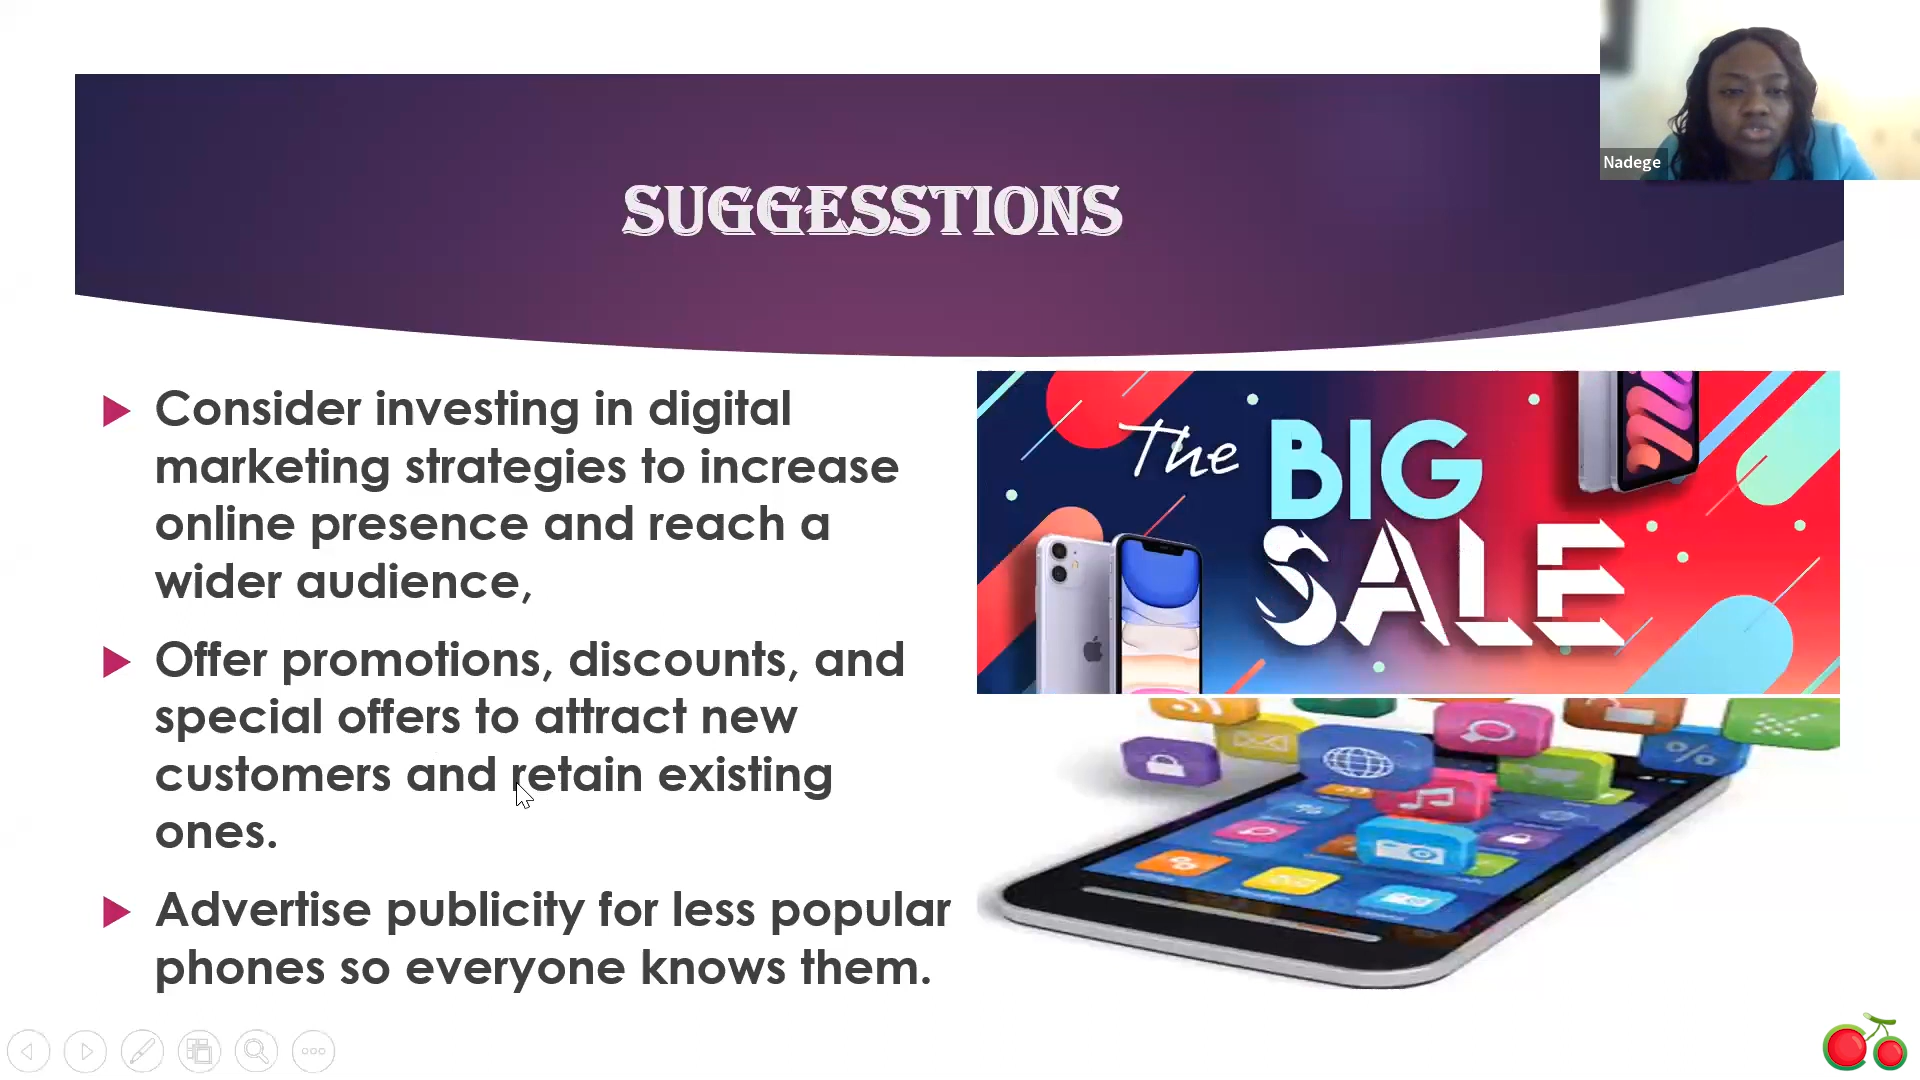 Nadege
SUGGESSTIONS
Consider investing in digital
marketing strategies to increase
online presence and reach a
wider audience,
Offer promotions, discounts, and
special offers to attract new
customers and retain existing
ones.
Advertise publicity for less popular
phones so everyone knows them.
The BIG
SALE